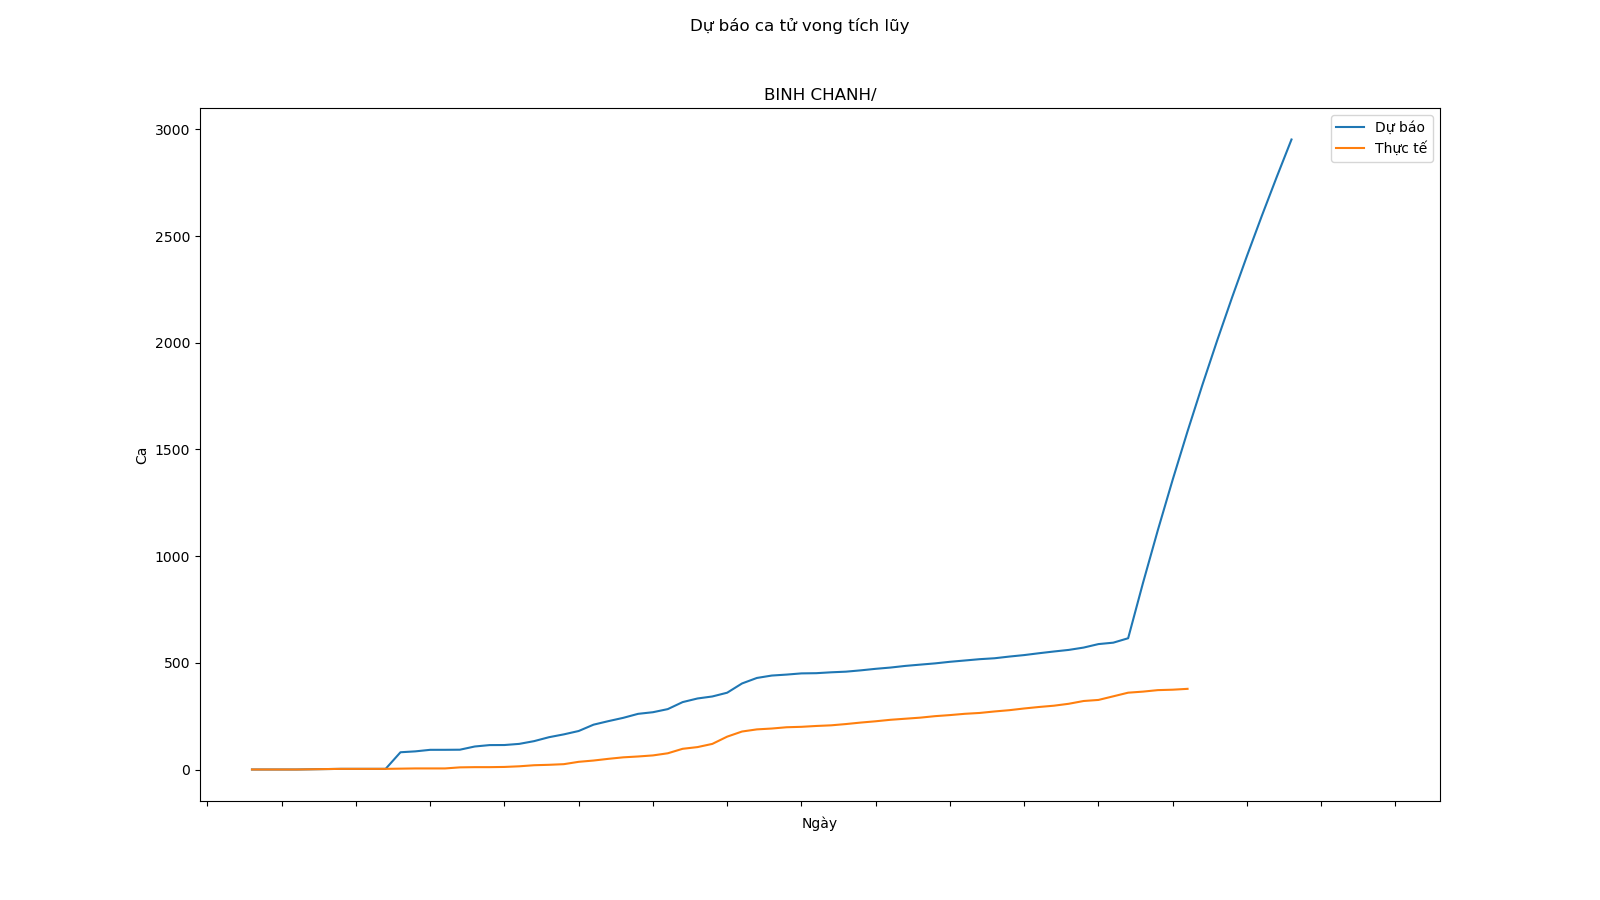 Dự báo ca tử vong tích lũy
BINH CHANH/
Dự báo
Thực tế
3000
2500
2000
1500
1000
500
0
Ca
Ngày